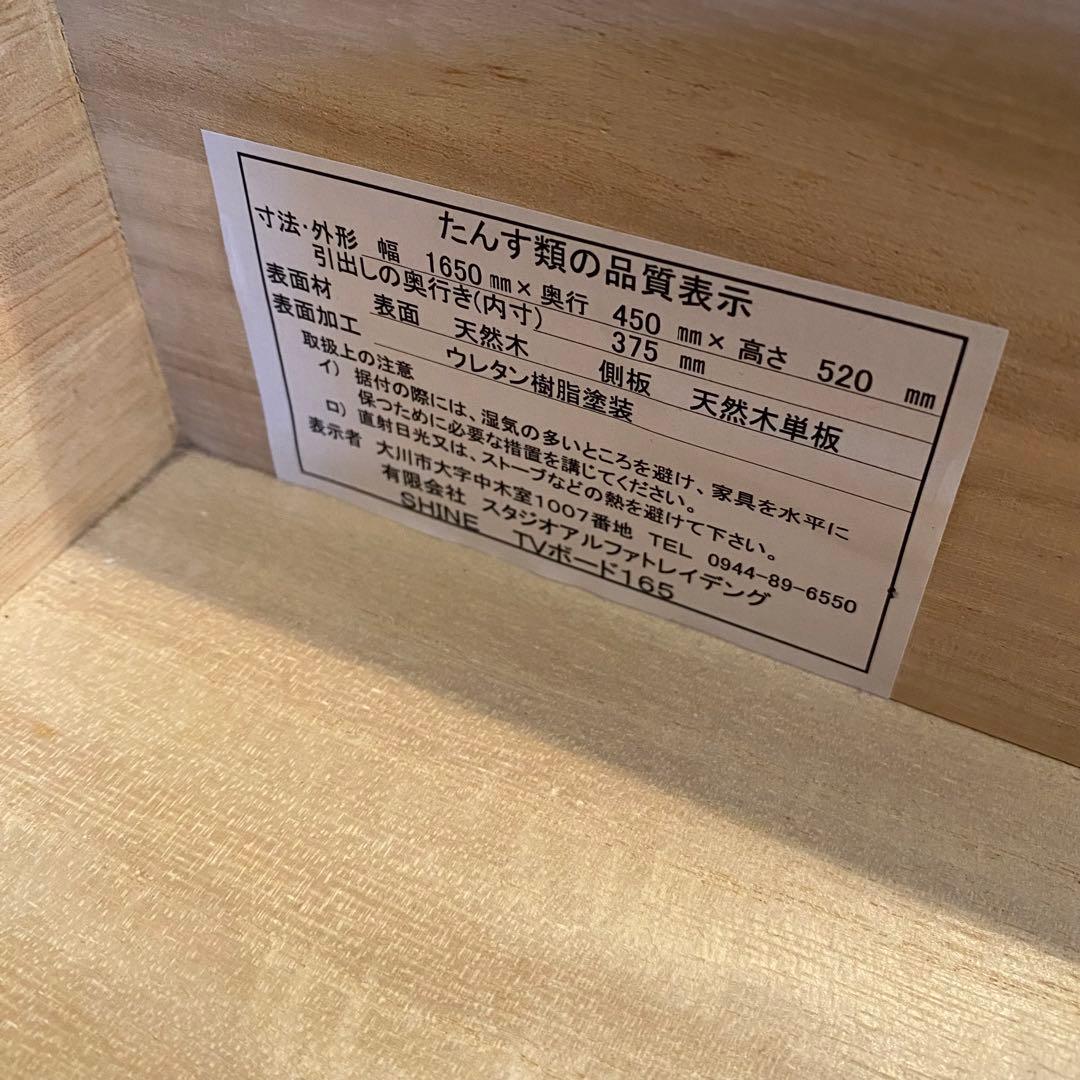 たんす類の品質表示
寸法・外形 幅 1650 ㎜× 奥行 450 ㎜× 高さ 520 ㎜
引出しの奥行き(内寸) 375 ㎜
表面材 表面 天然木 側板 天然木単板
表面加工 ウレタン樹脂塗装
取扱上の注意
イ) 据付の際には、湿気の多いところを避け、家具を水平に
保つために必要な措置を講じてください。
ロ) 直射日光又は、ストーブなどの熱を避けて下さい。
表示者 大川市大字中木室1007番地 TEL 0944-89-6550
有限会社 スタジオアルファトレイデング
SHINE TVボード165